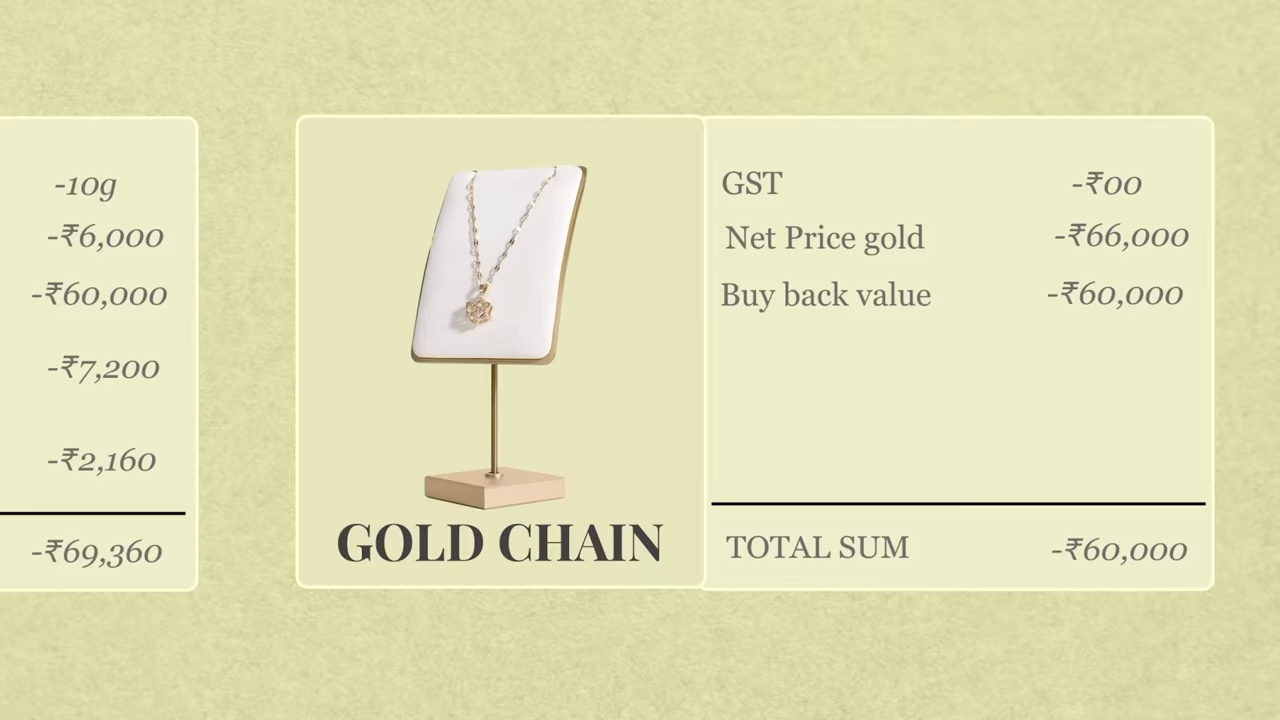 -10g
-₹6,000
-₹60,000
-₹7,200
-₹2,160
-₹69,360
GOLD CHAIN
GST -₹00
Net Price gold -₹66,000
Buy back value -₹60,000
TOTAL SUM -₹60,000